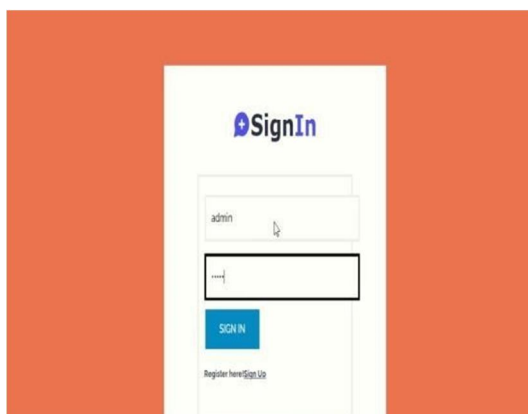 SignIn
admin
•••••
SIGN IN
Register here!Sign Up